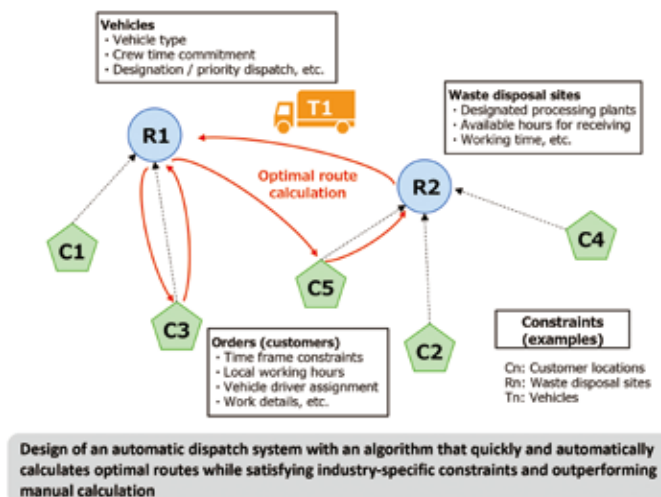 Vehicles
・Vehicle type
・Crew time commitment
・Designation / priority dispatch, etc.
T1
Waste disposal sites
・Designated processing plants
・Available hours for receiving
・Working time, etc.
R1
Optimal route
calculation
R2
C1
C4
C5
C3
C2
Orders (customers)
・Time frame constraints
・Local working hours
・Vehicle driver assignment
・Work details, etc.
Constraints
(examples)
Cn: Customer locations
Rn: Waste disposal sites
Tn: Vehicles
Design of an automatic dispatch system with an algorithm that quickly and automatically
calculates optimal routes while satisfying industry-specific constraints and outperforming
manual calculation